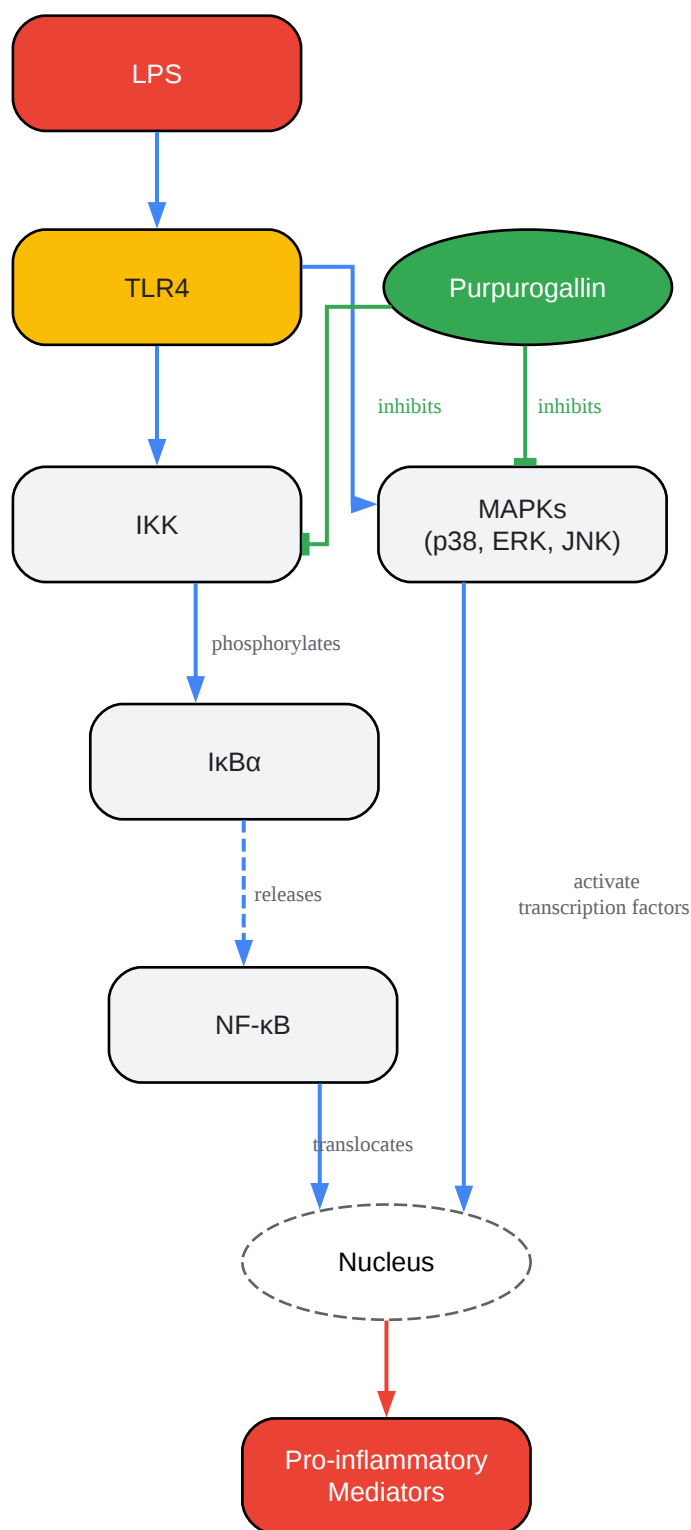 LPS
TLR4
Purpurogallin
inhibits
inhibits
IKK
MAPKs
(p38, ERK, JNK)
phosphorylates
IκBα
releases
activate
transcription factors
NF-κB
translocates
Nucleus
Pro-inflammatory
Mediators